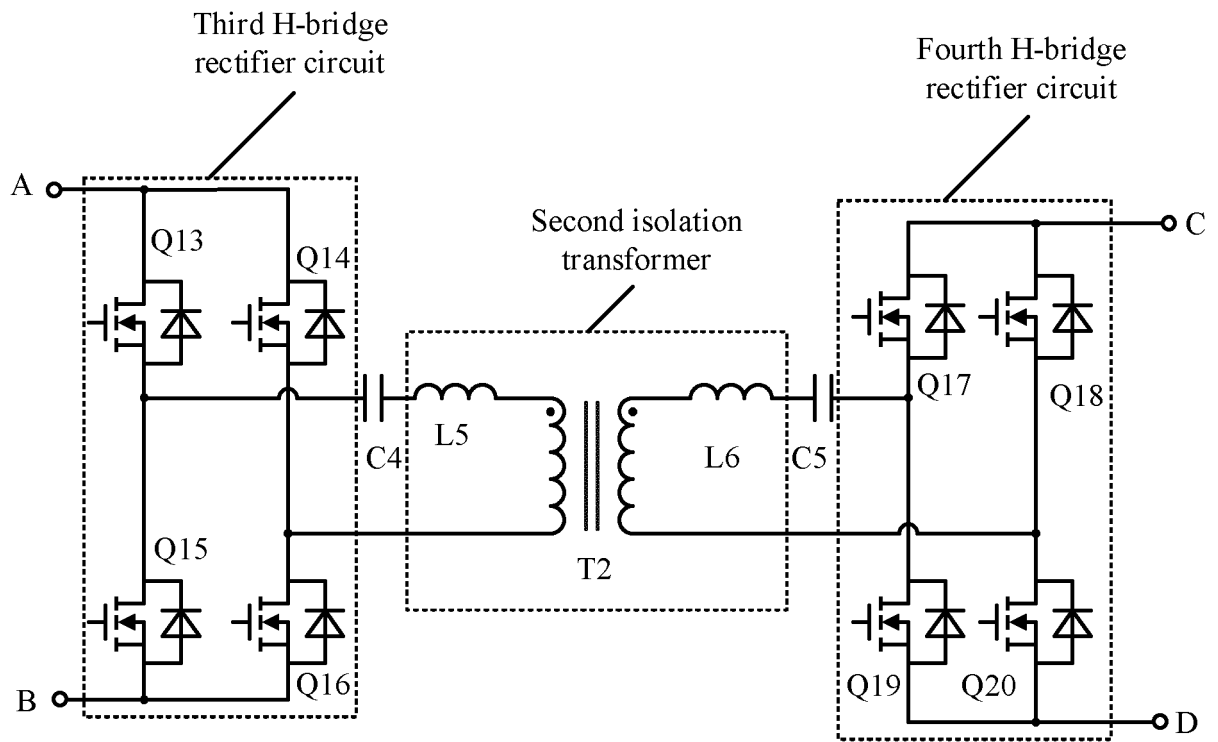 Third H-bridge
rectifier circuit
Fourth H-bridge
rectifier circuit
A
Second isolation
transformer
C
Q13
Q14
Q17
Q18
C4
L5
L6
C5
Q15
T2
B
Q16
Q19
Q20
D